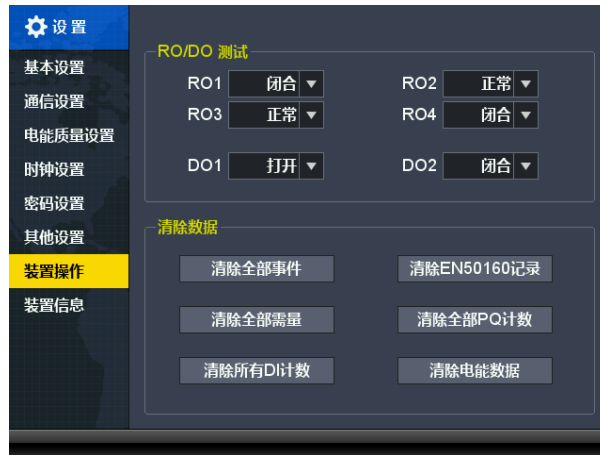 设置
基本设置
通信设置
电能质量设置
时钟设置
密码设置
其他设置
装置操作
装置信息
RO/DO 测试
RO1 闭合 RO2 正常
RO3 正常 RO4 闭合
DO1 打开 DO2 闭合
清除数据
清除全部事件 清除EN50160记录
清除全部需量 清除全部PQ计数
清除所有DI计数 清除电能数据